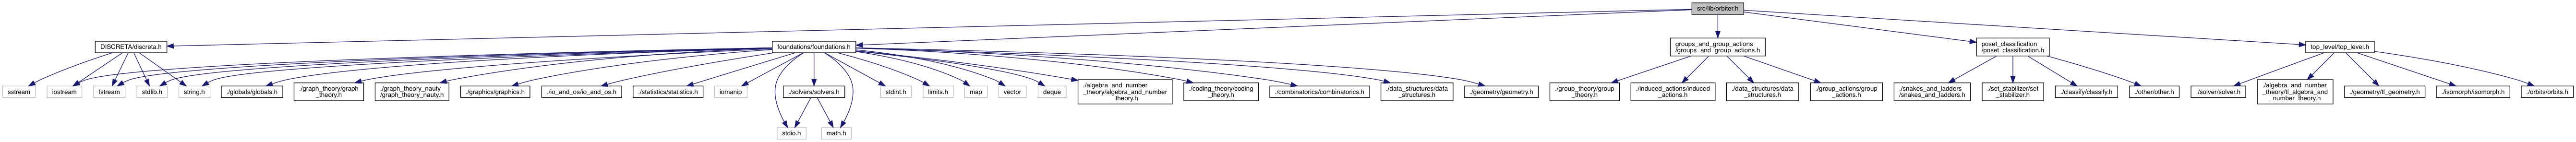 src/lib/orbiter.h
DISCRETA/discreta.h
foundations/foundations.h
groups_and_group_actions
/groups_and_group_actions.h
poset_classification
/poset_classification.h
top_level/top_level.h
sstream
iostream
fstream
stdlib.h
string.h
./globals/globals.h
./graph_theory/graph
_theory.h
./graph_theory_nauty
/graph_theory_nauty.h
./graphics/graphics.h
./io_and_os/io_and_os.h
./statistics/statistics.h
iomanip
./solvers/solvers.h
stdint.h
limits.h
map
vector
deque
./algebra_and_number
_theory/algebra_and_number
_theory.h
./coding_theory/coding
_theory.h
./combinatorics/combinatorics.h
./data_structures/data
_structures.h
./geometry/geometry.h
./group_theory/group
_theory.h
./induced_actions/induced
_actions.h
./data_structures/data
_structures.h
./group_actions/group
_actions.h
./snakes_and_ladders
/snakes_and_ladders.h
./set_stabilizer/set
_stabilizer.h
./classify/classify.h
./other/other.h
./solver/solver.h
./algebra_and_number
_theory/tl_algebra_and
_number_theory.h
./geometry/tl_geometry.h
./isomorph/isomorph.h
./orbits/orbits.h
stdio.h
math.h